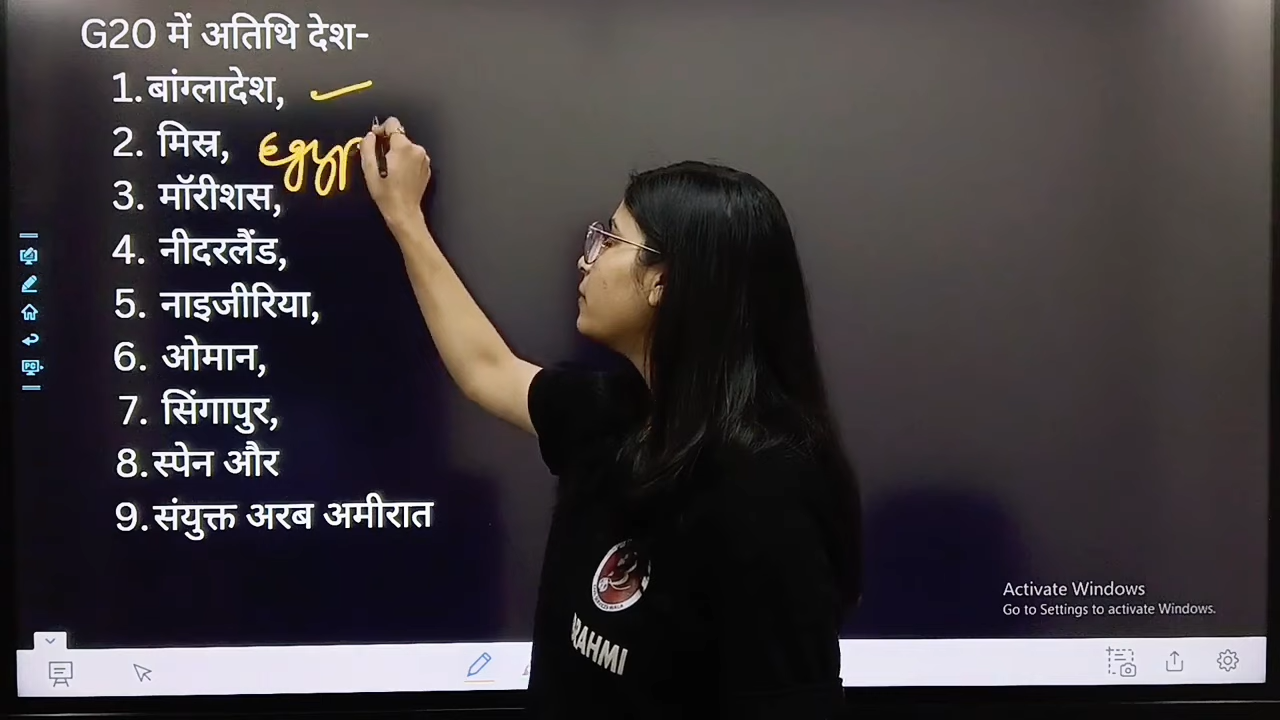 G20 में अतिथि देश-
1. बांग्लादेश,
2. मिस्र, Egyp
3. मॉरीशस,
4. नीदरलैंड,
5. नाइजीरिया,
6. ओमान,
7. सिंगापुर,
8. स्पेन और
9. संयुक्त अरब अमीरात
Activate Windows
Go to Settings to activate Windows.